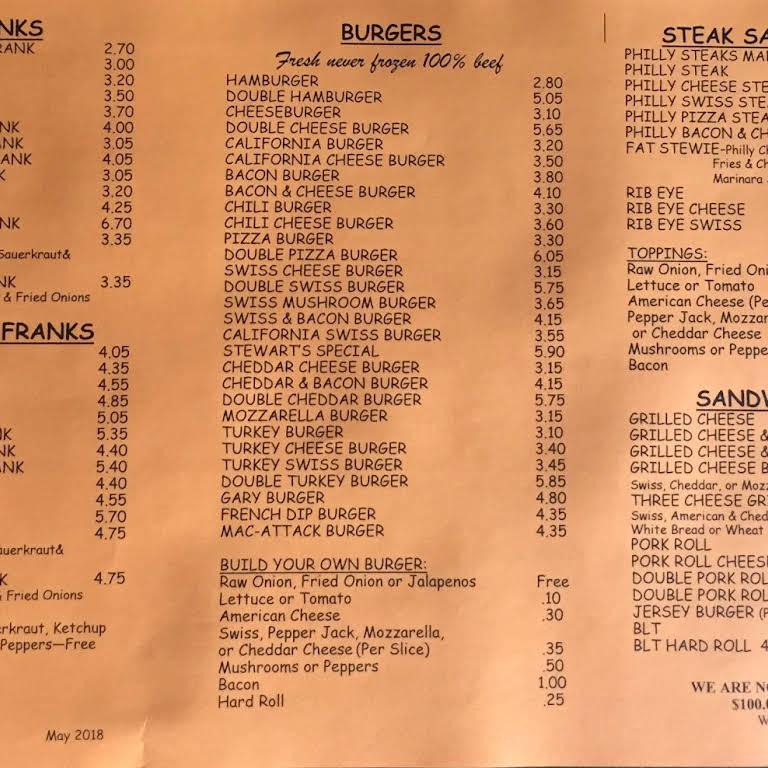 NKS
RANK 2.70
3.00
3.20
3.50
3.70
NK 4.00
NK 3.05
ANK 4.05
K 3.05
3.20
4.25
NK 6.70
3.35
Sauerkraut&
NK 3.35
& Fried Onions
FRANKS
4.05
4.35
4.55
4.85
5.05
K 5.35
NK 4.40
NK 5.40
4.40
4.55
5.70
4.75
auerkraut&
K 4.75
Fried Onions
erkraut, Ketchup
Peppers—Free
May 2018
BURGERS
Fresh never frozen 100% beef
HAMBURGER 2.80
DOUBLE HAMBURGER 5.05
CHEESEBURGER 3.10
DOUBLE CHEESE BURGER 5.65
CALIFORNIA BURGER 3.20
CALIFORNIA CHEESE BURGER 3.50
BACON BURGER 3.80
BACON & CHEESE BURGER 4.10
CHILI BURGER 3.30
CHILI CHEESE BURGER 3.60
PIZZA BURGER 3.30
DOUBLE PIZZA BURGER 6.05
SWISS CHEESE BURGER 3.15
DOUBLE SWISS BURGER 5.75
SWISS MUSHROOM BURGER 3.65
SWISS & BACON BURGER 4.15
CALIFORNIA SWISS BURGER 3.55
STEWART'S SPECIAL 5.90
CHEDDAR CHEESE BURGER 3.15
CHEDDAR & BACON BURGER 4.15
DOUBLE CHEDDAR BURGER 5.75
MOZZARELLA BURGER 3.15
TURKEY BURGER 3.10
TURKEY CHEESE BURGER 3.40
TURKEY SWISS BURGER 3.45
DOUBLE TURKEY BURGER 5.85
GARY BURGER 4.80
FRENCH DIP BURGER 4.35
MAC-ATTACK BURGER 4.35
BUILD YOUR OWN BURGER:
Raw Onion, Fried Onion or Jalapenos Free
Lettuce or Tomato .10
American Cheese .30
Swiss, Pepper Jack, Mozzarella,
or Cheddar Cheese (Per Slice) .35
Mushrooms or Peppers .50
Bacon 1.00
Hard Roll .25
STEAK SA
PHILLY STEAKS MA
PHILLY STEAK
PHILLY CHEESE STE
PHILLY SWISS STE
PHILLY PIZZA STEA
PHILLY BACON & CH
FAT STEWIE-Philly C
Fries & Ch
Marinara
RIB EYE
RIB EYE CHEESE
RIB EYE SWISS
TOPPINGS:
Raw Onion, Fried Oni
Lettuce or Tomato
American Cheese (Pe
Pepper Jack, Mozzar
or Cheddar Cheese
Mushrooms or Peppe
Bacon
SANDW
GRILLED CHEESE
GRILLED CHEESE &
GRILLED CHEESE &
GRILLED CHEESE B
Swiss, Cheddar, or Mozz
THREE CHEESE GRI
Swiss, American & Ched
White Bread or Wheat
PORK ROLL
PORK ROLL CHEES
DOUBLE PORK ROL
DOUBLE PORK ROL
JERSEY BURGER (P
BLT
BLT HARD ROLL 4
WE ARE NO
$100.0
W